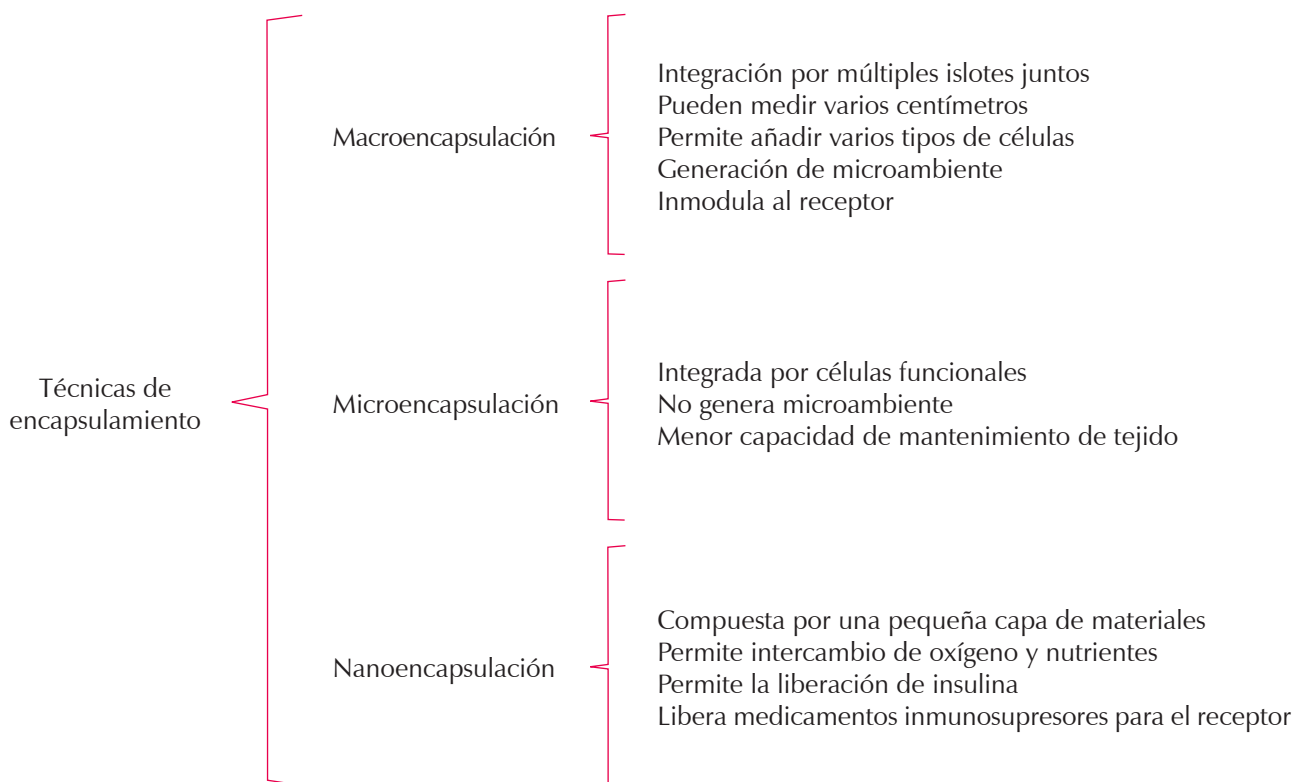 Técnicas de
encapsulamiento
Macroencapsulación
Integración por múltiples islotes juntos
Pueden medir varios centímetros
Permite añadir varios tipos de células
Generación de microambiente
Inmodula al receptor
Microencapsulación
Integrada por células funcionales
No genera microambiente
Menor capacidad de mantenimiento de tejido
Nanoencapsulación
Compuesta por una pequeña capa de materiales
Permite intercambio de oxígeno y nutrientes
Permite la liberación de insulina
Libera medicamentos inmunosupresores para el receptor